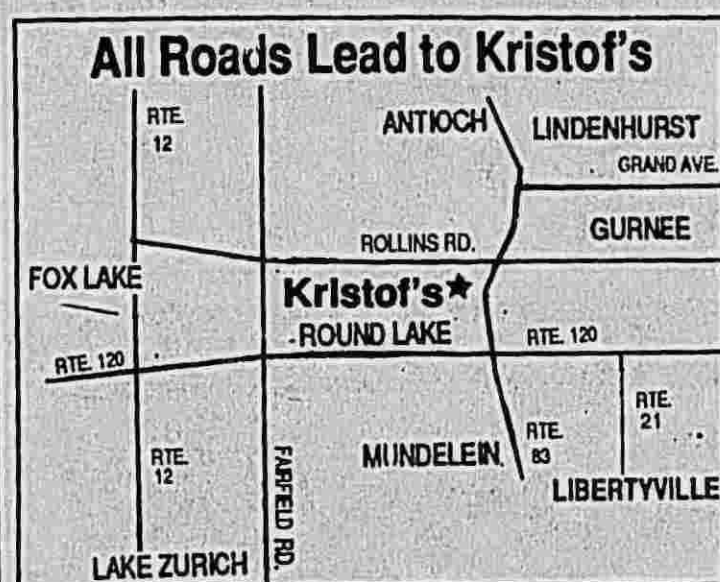 All Roads Lead to Kristof's
RTE.
12
ANTIOCH
LINDENHURST
GRAND AVE.
GURNEE
ROLLINS RD.
FOX LAKE
Kristof's★
ROUND LAKE
RTE. 120
RTE. 120
RTE.
12
FAIRFIELD RD.
MUNDELEIN
RTE.
83
RTE.
21
LIBERTYVILLE
LAKE ZURICH